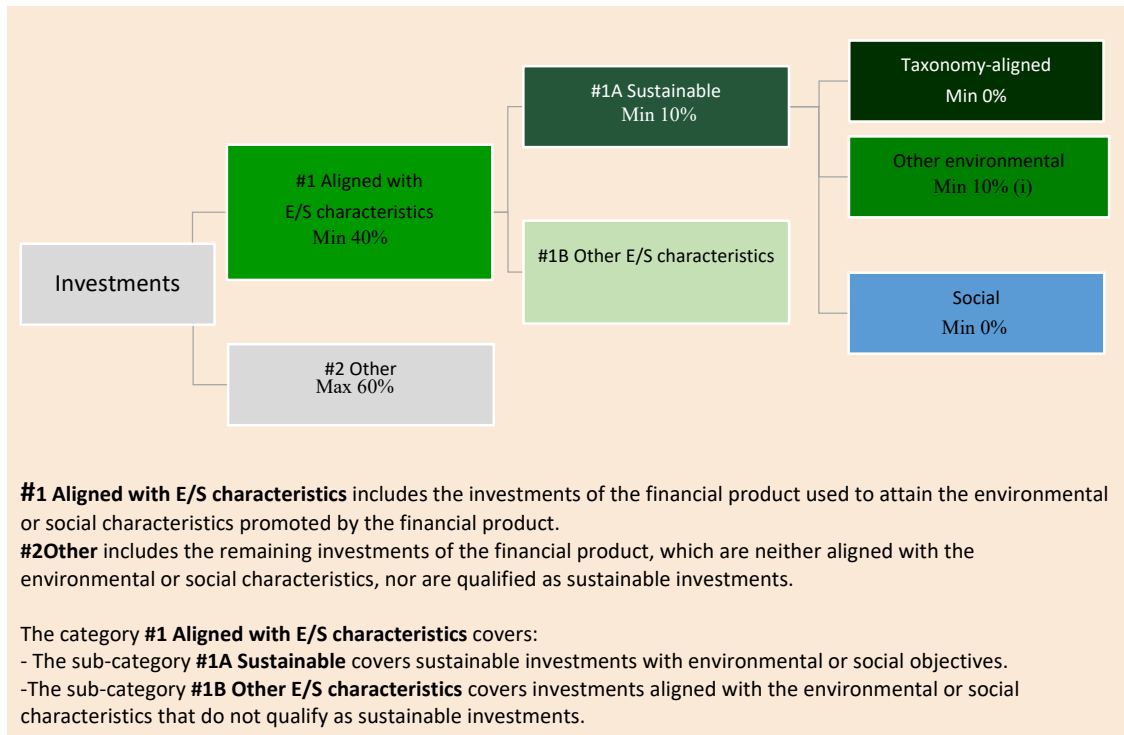 Investments
#1 Aligned with
E/S characteristics
Min 40%
#2 Other
Max 60%
#1A Sustainable
Min 10%
#1B Other E/S characteristics
Taxonomy-aligned
Min 0%
Other environmental
Min 10% (i)
Social
Min 0%
#1 Aligned with E/S characteristics includes the investments of the financial product used to attain the environmental
or social characteristics promoted by the financial product.
#2Other includes the remaining investments of the financial product, which are neither aligned with the
environmental or social characteristics, nor are qualified as sustainable investments.
The category #1 Aligned with E/S characteristics covers:
- The sub-category #1A Sustainable covers sustainable investments with environmental or social objectives.
-The sub-category #1B Other E/S characteristics covers investments aligned with the environmental or social
characteristics that do not qualify as sustainable investments.